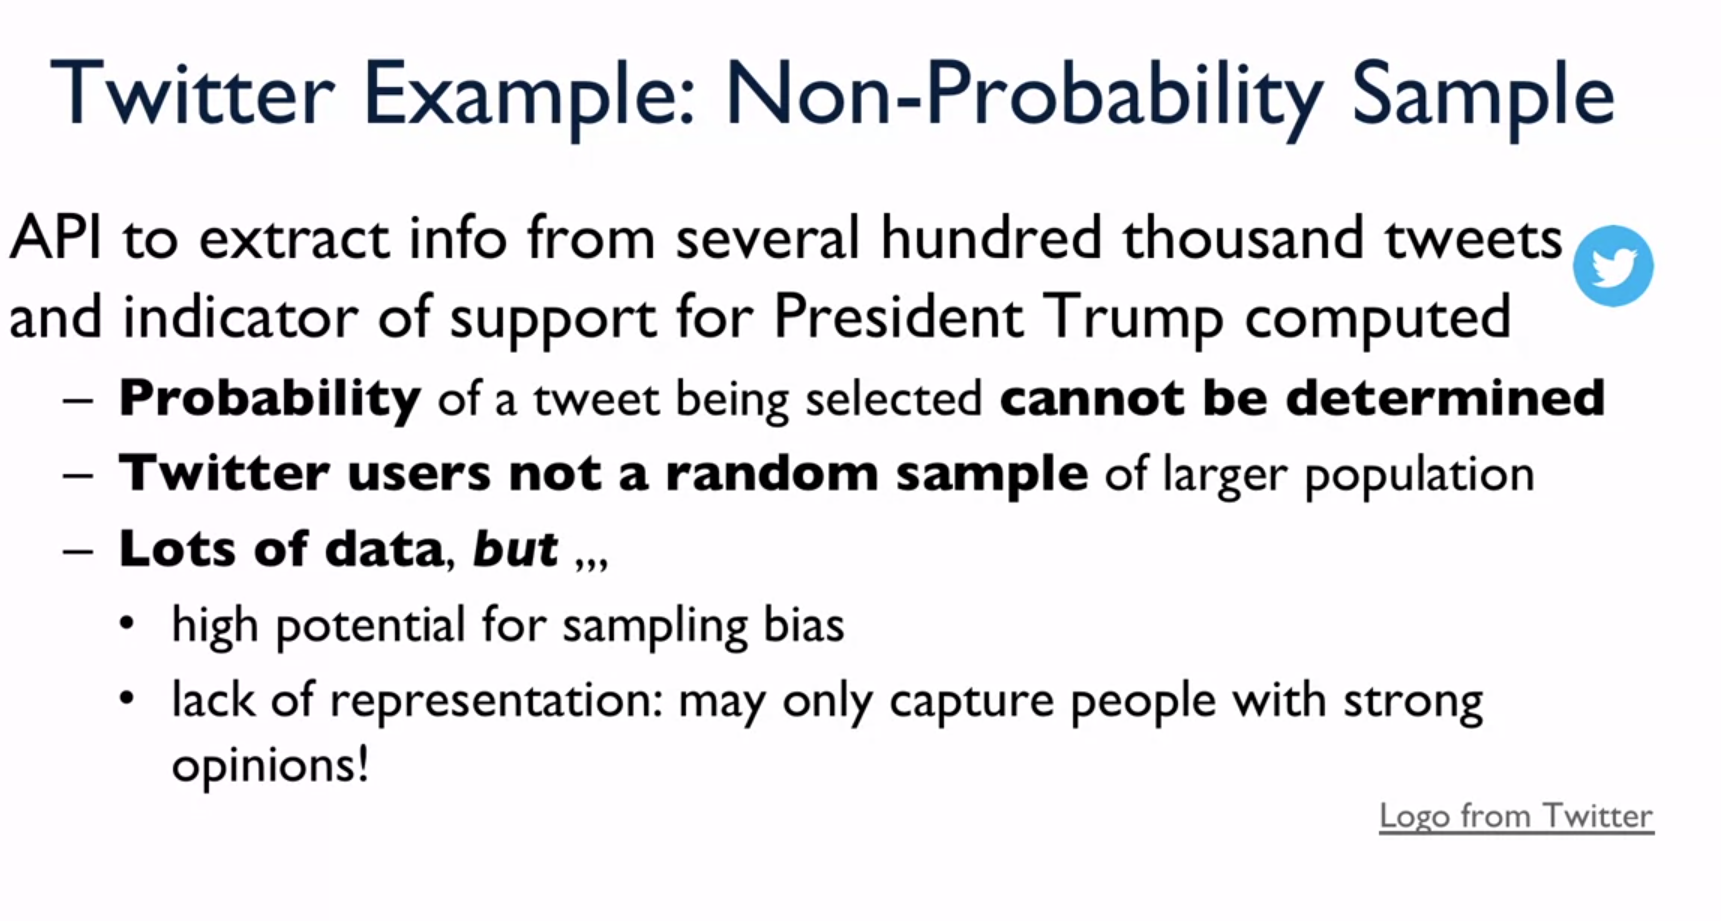 Twitter Example: Non-Probability Sample
API to extract info from several hundred thousand tweets
and indicator of support for President Trump computed
– Probability of a tweet being selected cannot be determined
– Twitter users not a random sample of larger population
– Lots of data, but ,,,
• high potential for sampling bias
• lack of representation: may only capture people with strong
opinions!
Logo from Twitter